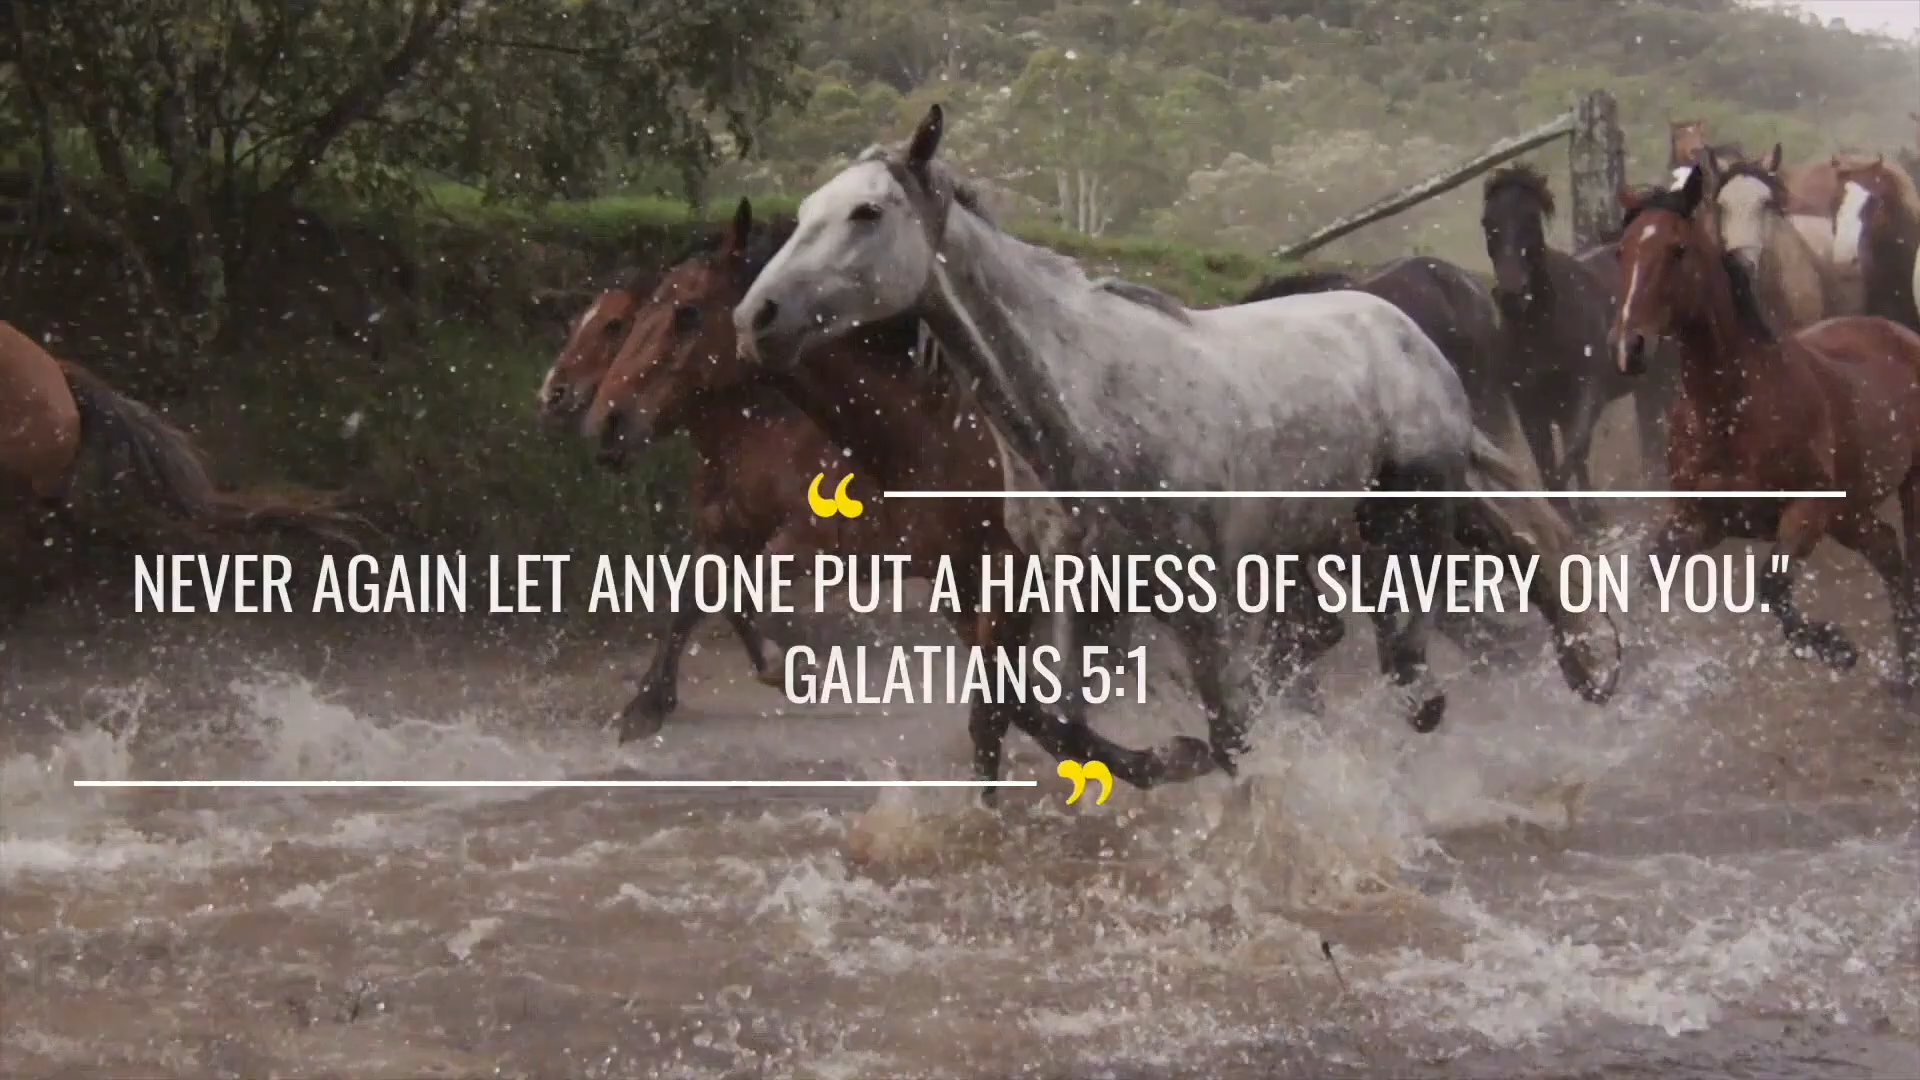 “
NEVER AGAIN LET ANYONE PUT A HARNESS OF SLAVERY ON YOU."
GALATIANS 5:1
”